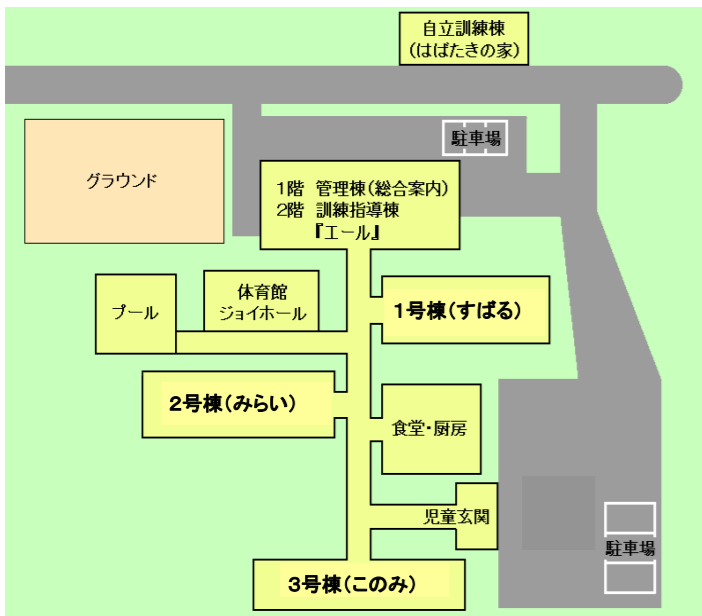 自立訓練棟
(はばたきの家)
駐車場
グラウンド
1階 管理棟(総合案内)
2階 訓練指導棟
『エール』
体育館
ジョイホール
プール
1号棟(すばる)
2号棟(みらい)
食堂・厨房
児童玄関
駐車場
3号棟(このみ)